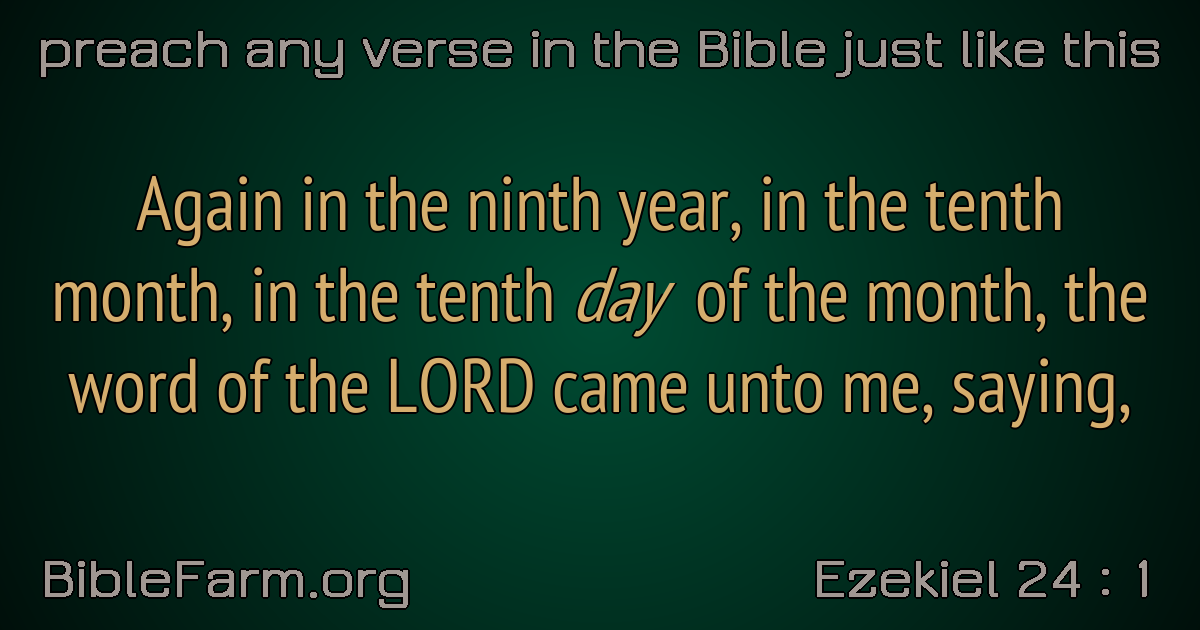 preach any verse in the Bible just like this
Again in the ninth year, in the tenth
month, in the tenth day of the month, the
word of the LORD came unto me, saying,
BibleFarm.org
Ezekiel 24 : 1